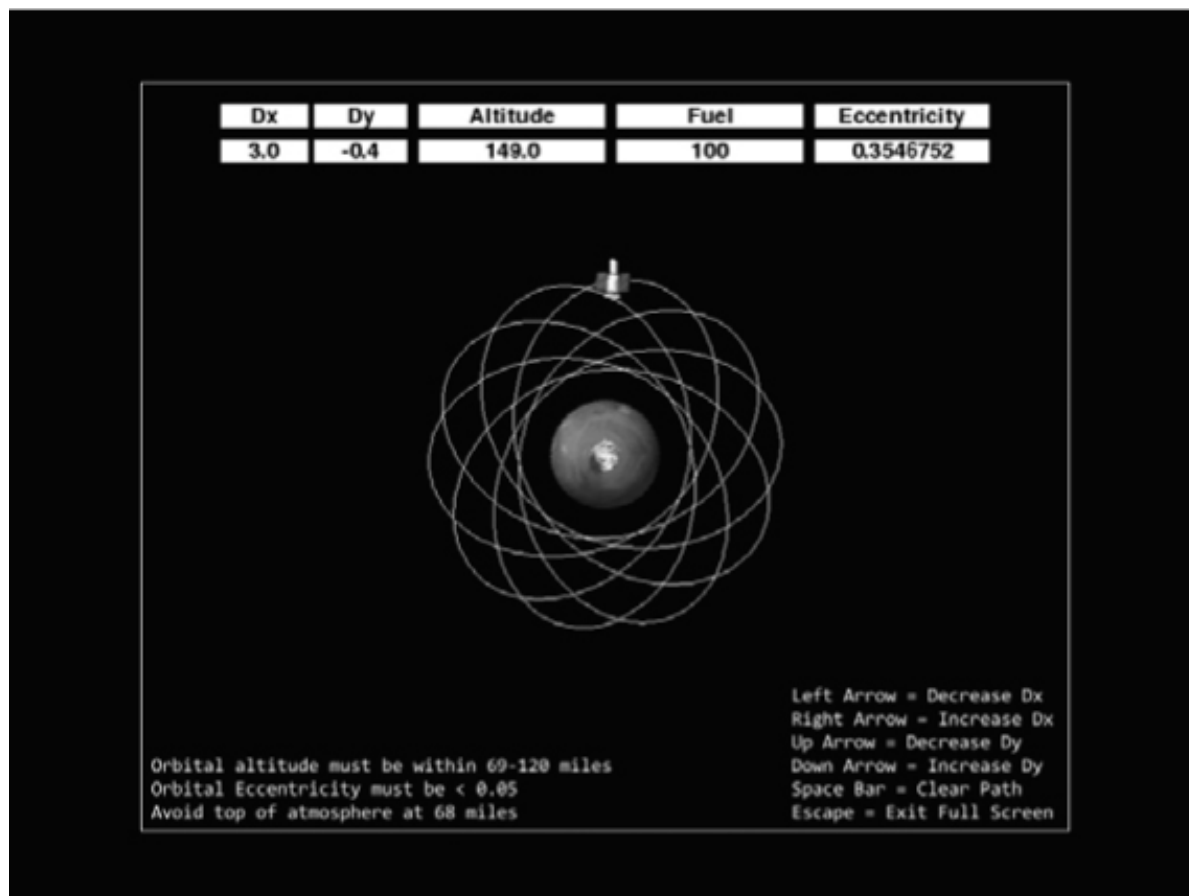 Dx Dy Altitude Fuel Eccentricity
3.0 -0.4 149.0 100 0.3546752
Left Arrow = Decrease Dx
Right Arrow = Increase Dx
Up Arrow = Decrease Dy
Down Arrow = Increase Dy
Space Bar = Clear Path
Escape = Exit Full Screen
Orbital altitude must be within 69-120 miles
Orbital Eccentricity must be < 0.05
Avoid top of atmosphere at 68 miles